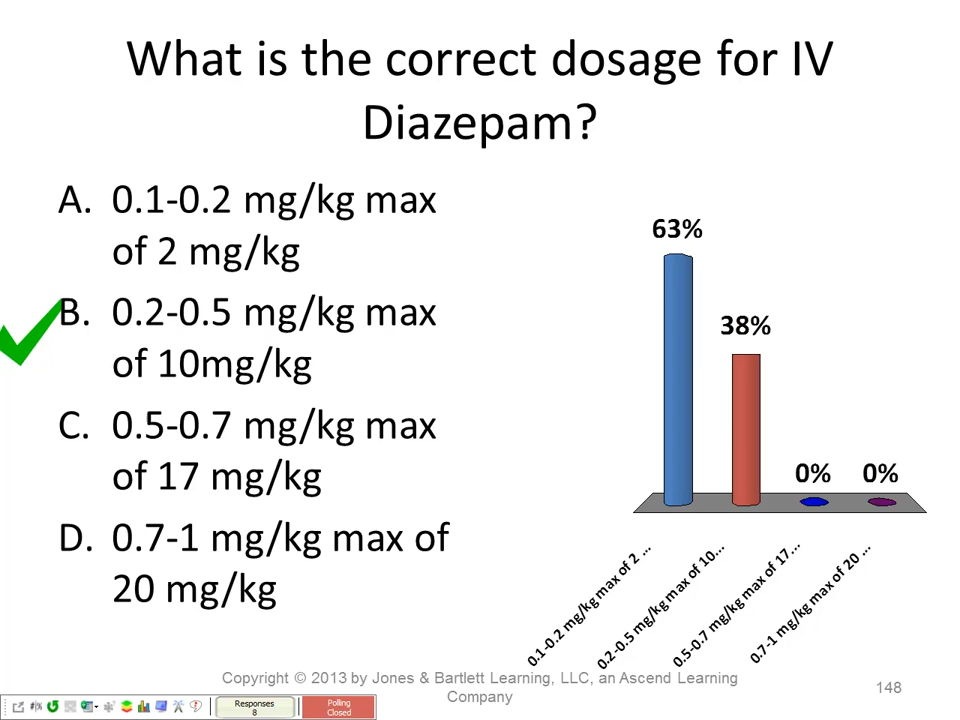 What is the correct dosage for IV
Diazepam?
A. 0.1-0.2 mg/kg max
of 2 mg/kg
B. 0.2-0.5 mg/kg max
of 10mg/kg
C. 0.5-0.7 mg/kg max
of 17 mg/kg
D. 0.7-1 mg/kg max of
20 mg/kg
63%
38%
0%
0%
0.1-0.2 mg/kg max of 2 ...
0.2-0.5 mg/kg max of 10...
0.5-0.7 mg/kg max of 17...
0.7-1 mg/kg max of 20 ...
Copyright © 2013 by Jones & Bartlett Learning, LLC, an Ascend Learning
Company
148
Responses
8
Polling
Closed